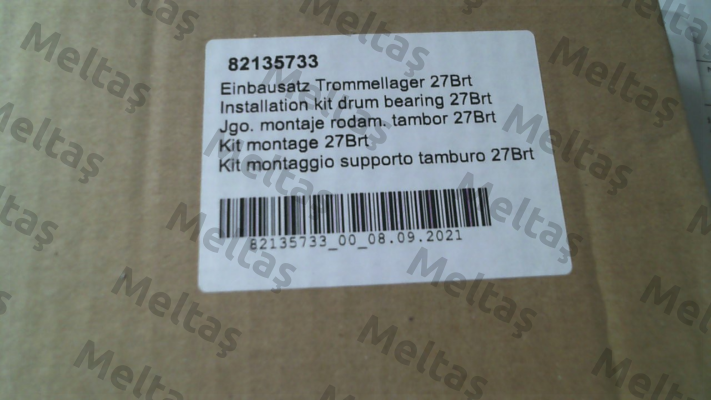 82135733
Einbausatz Trommellager 27Brt
Installation kit drum bearing 27Brt
Jgo. montaje rodam. tambor 27Brt
Kit montage 27Brt
Kit montaggio supporto tamburo 27Brt
82135733_00_08.09.2021
Meltaş